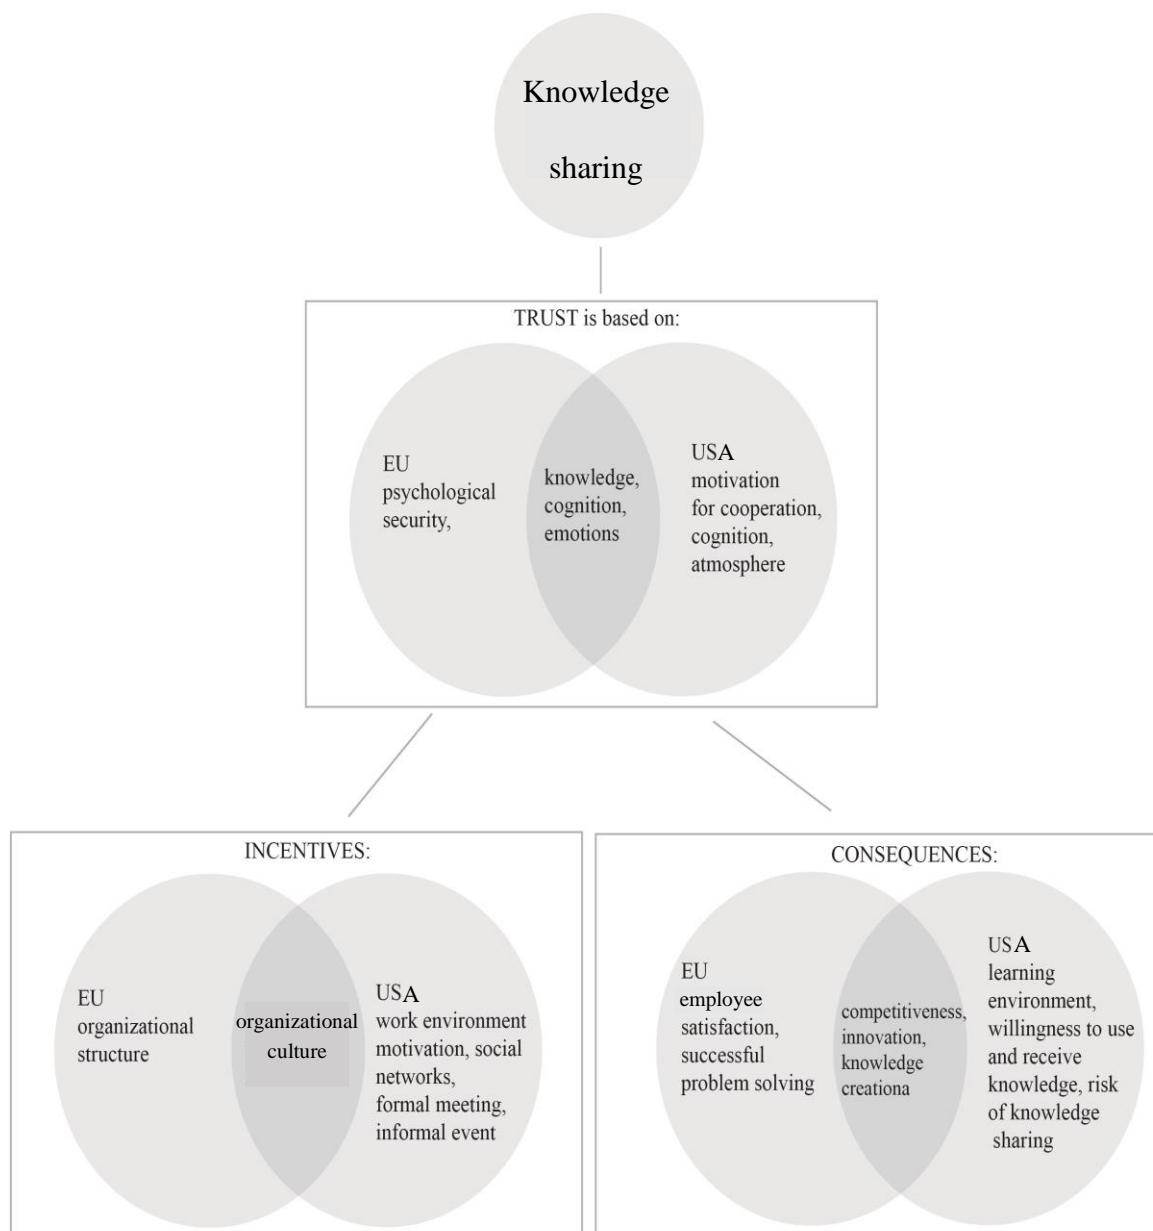 Knowledge
sharing
TRUST is based on:
EU
psychological
security,
knowledge,
cognition,
emotions
USA
motivation
for cooperation,
cognition,
atmosphere
INCENTIVES:
EU
organizational
structure
organizational
culture
USA
work environment
motivation, social
networks,
formal meeting,
informal event
CONSEQUENCES:
EU
employee
satisfaction,
successful
problem solving
competitiveness,
innovation,
knowledge
creationa
USA
learning
environment,
willingness to use
and receive
knowledge, risk
of knowledge
sharing